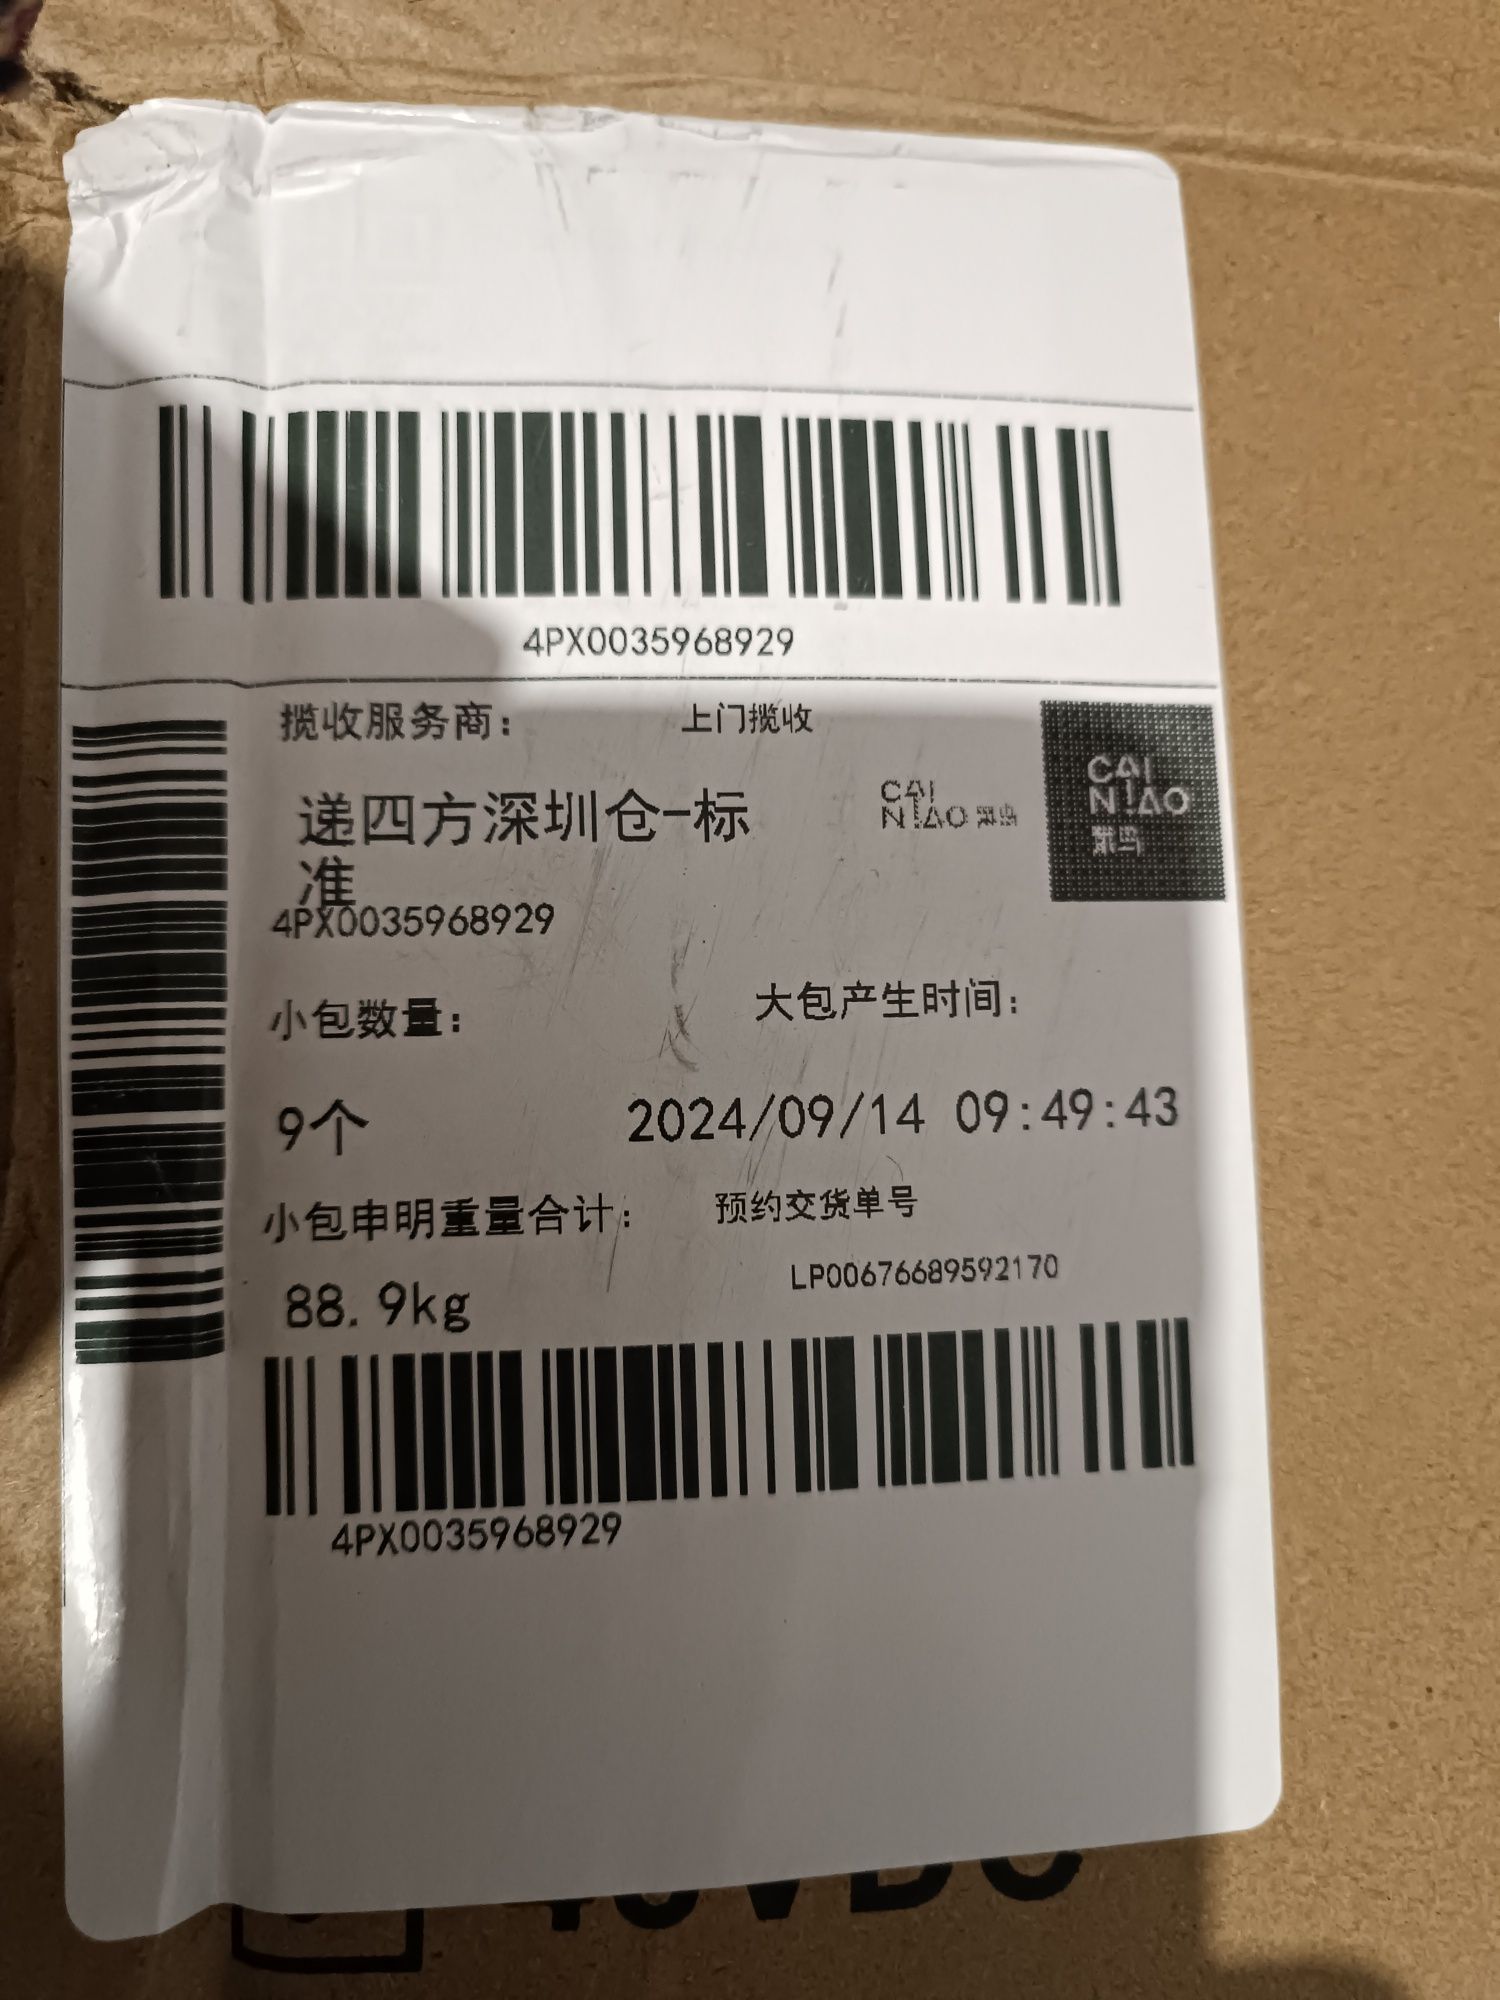 4PX0035968929
揽收服务商： 上门揽收
递四方深圳仓-标
准
CAI
NIAO 菜鸟
CAI
NIAO
菜鸟
4PX0035968929
小包数量： 大包产生时间：
9个 2024/09/14 09:49:43
小包申明重量合计： 预约交货单号
LP00676689592170
88.9kg
4PX0035968929